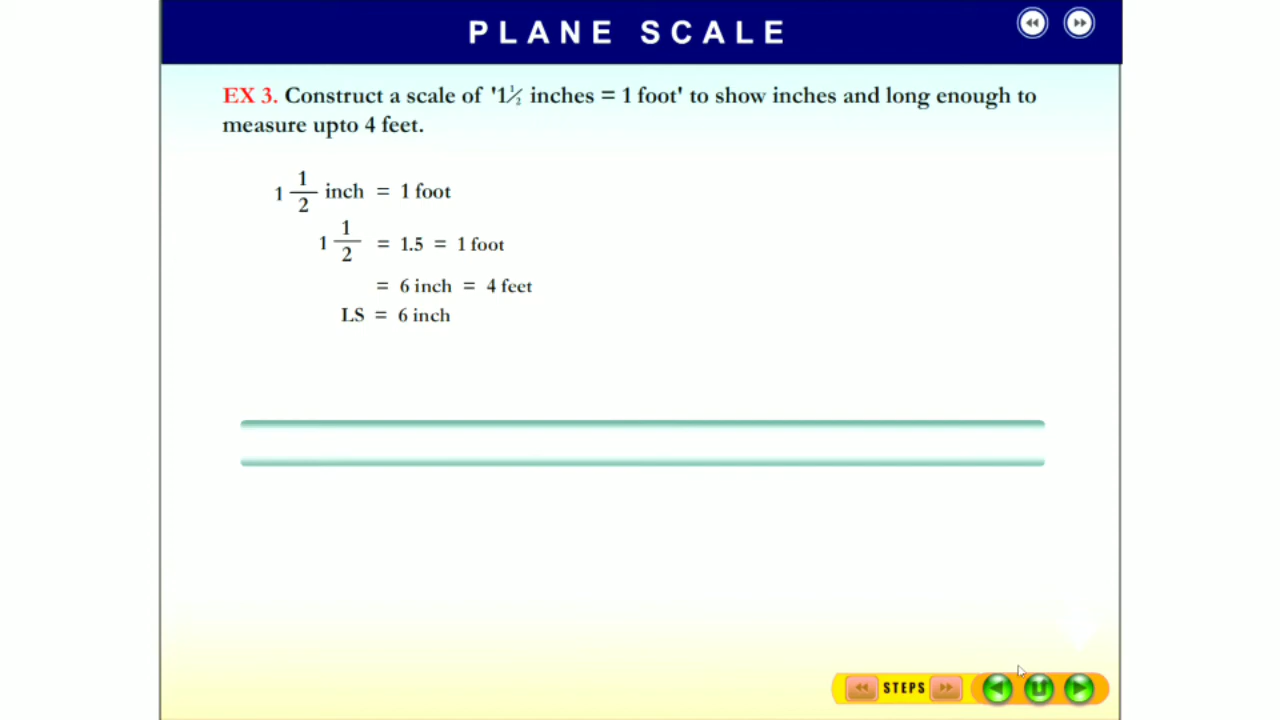 PLANE SCALE
EX 3. Construct a scale of '1½ inches = 1 foot' to show inches and long enough to
measure upto 4 feet.
1 1/2 inch = 1 foot
1 1/2 = 1.5 = 1 foot
= 6 inch = 4 feet
LS = 6 inch
STEPS